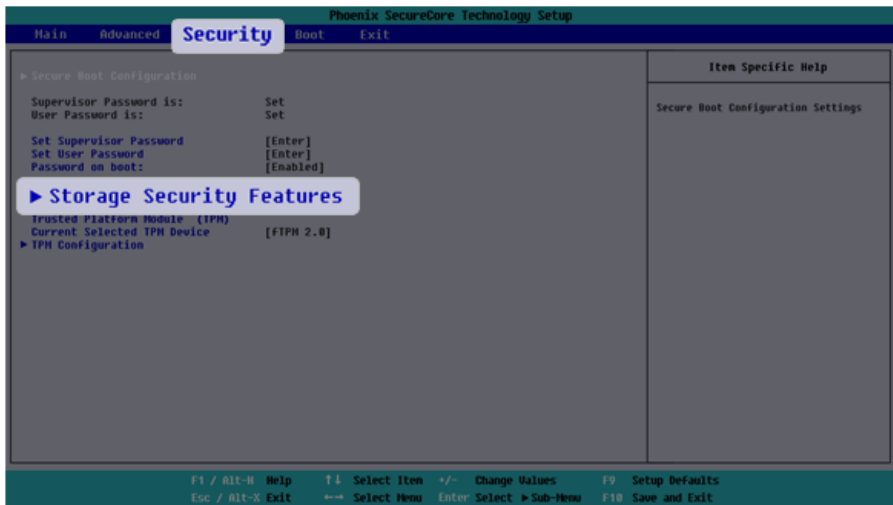 Phoenix SecureCore Technology Setup
Main Advanced Security Boot Exit
▶ Secure Boot Configuration
Item Specific Help
Supervisor Password is: Set
User Password is: Set
Secure Boot Configuration Settings
Set Supervisor Password [Enter]
Set User Password [Enter]
Password on boot: [Enabled]
▶ Storage Security Features
Trusted Platform Module (TPM)
Current Selected TPM Device [fTPM 2.0]
▶ TPM Configuration
F1 / Alt-H Help ↑↓ Select Item +/- Change Values F9 Setup Defaults
Esc / Alt-X Exit ←→ Select Menu Enter Select ▶ Sub-Menu F10 Save and Exit